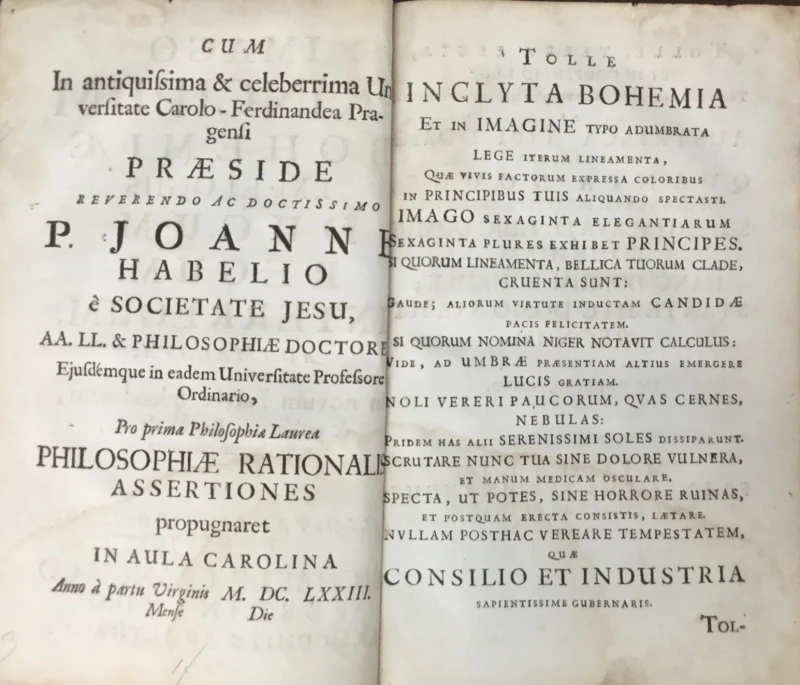 CUM
In antiquiſsima & celeberrima Un
verſitate Carolo - Ferdinandea Pra-
genſi
PRÆSIDE
REVERENDO AC DOCTISSIMO
P. JOANNE
HABELIO
è SOCIETATE JESU,
AA. LL. & PHILOSOPHIÆ DOCTORE
Ejuſdémque in eadem Univerſitate Profeſſore
Ordinario,
Pro prima Philoſophiæ Laurea
PHILOSOPHIÆ RATIONALIS
ASSERTIONES
propugnaret
IN AULA CAROLINA
Anno à partu Virginis M. DC. LXXIII.
Menſe Die
TOLLE
INCLYTA BOHEMIA
ET IN IMAGINE TYPO ADUMBRATA
LEGE ITERUM LINEAMENTA,
QUÆ VIVIS FACTORUM EXPRESSA COLORIBUS
IN PRINCIPIBUS TUIS ALIQUANDO SPECTASTI.
IMAGO SEXAGINTA ELEGANTIARUM
SEXAGINTA PLURES EXHIBET PRINCIPES.
SI QUORUM LINEAMENTA, BELLICA TUORUM CLADE,
CRUENTA SUNT:
GAUDE; ALIORUM VIRTUTE INDUCTAM CANDIDÆ
PACIS FELICITATEM.
SI QUORUM NOMINA NIGER NOTAVIT CALCULUS:
VIDE, AD UMBRÆ PRÆSENTIAM ALTIUS EMERGERE
LUCIS GRATIAM.
NOLI VERERI PAUCORUM, QVAS CERNES,
NEBULAS:
PRIDEM HAS ALII SERENISSIMI SOLES DISSIPARUNT.
SCRUTARE NUNC TUA SINE DOLORE VULNERA,
ET MANUM MEDICAM OSCULARE.
SPECTA, UT POTES, SINE HORRORE RUINAS,
ET POSTQUAM ERECTA CONSISTIS, LÆTARE.
NVLLAM POSTHAC VEREARE TEMPESTATEM,
QUÆ
CONSILIO ET INDUSTRIA
SAPIENTISSIME GUBERNARIS.
TOL-